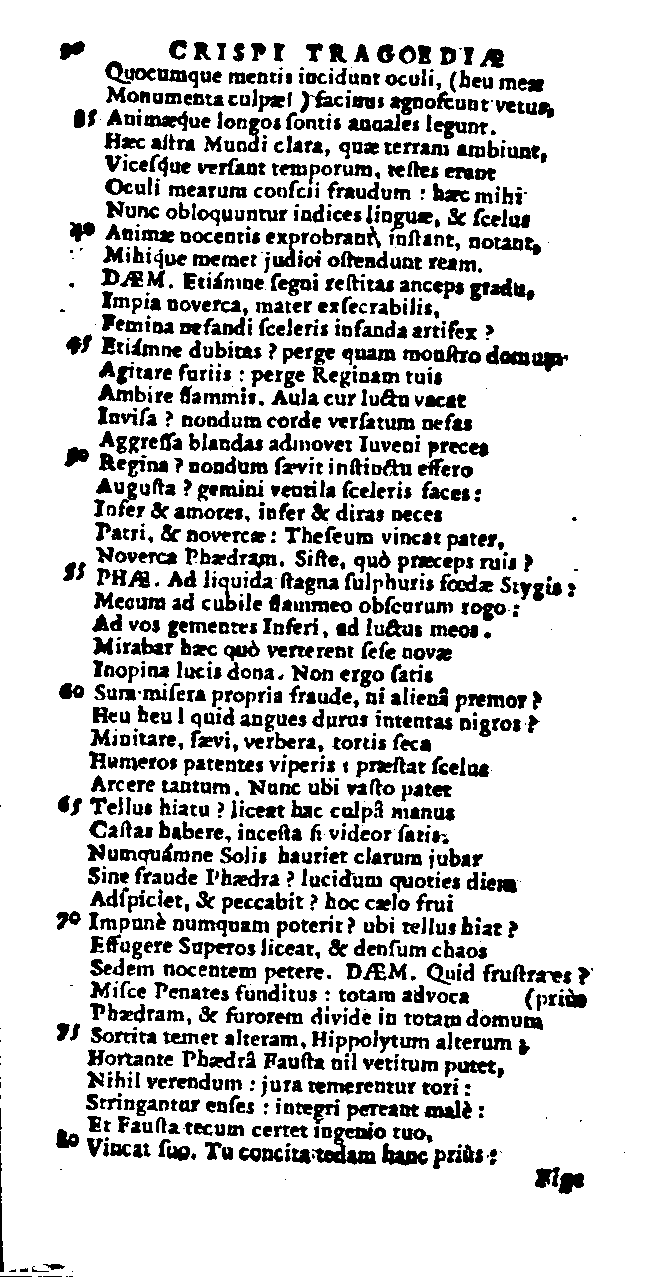 90 CRISPI TRAGOEDIÆ
Quocumque mentis incidunt oculi, (heu meæ
Monumenta culpæ! ) facinus agnoſcunt vetus,
35 Animæque longos ſontis annales legunt.
Hæc aſtra Mundi clara, quæ terram ambiunt,
Viceſque verſant temporum, teſtes erant
Oculi mearum conſcii fraudum : hæc mihi
Nunc obloquuntur indices linguæ, & ſcelus
40 Animæ nocentis exprobrant, inſtant, notant,
Mihique memet judici oſtendunt ream.
DÆM. Etiámne ſegni reſtitas anceps gradu,
Impia noverca, mater exſecrabilis,
Femina nefandi ſceleris infanda artifex ?
45 Etiámne dubitas ? perge quam monſtro domum
Agitare furiis : perge Reginam tuis
Ambire flammis. Aula cur luctu vacat
Inviſa ? nondum corde verſatum nefas
Aggreſſa blandas admovet Iuveni preces
50 Regina ? nondum ſævit inſtinctu effero
Auguſta ? gemini ventila ſceleris faces :
Inſer & amores, inſer & diras neces
Patri, & novercæ : Theſeum vincat pater,
Noverca Phædram. Siſte, quò præceps ruis ?
55 PHÆ. Ad liquida ſtagna ſulphuris fœdæ Stygis :
Mecum ad cubile flammeo obſcurum rogo :
Ad vos gementes Inferi, ad luctus meos.
Mirabar hæc quò verterent ſeſe novæ
Inopina lucis dona. Non ergo ſatis
60 Sum miſera propria fraude, ni alienâ premor ?
Heu heu ! quid angues durus intentas nigros ?
Minitare, ſævi, verbera, tortis ſeca
Humeros patentes viperis : præſtat ſcelus
Arcere tantum. Nunc ubi vaſto patet
65 Tellus hiatu ? liceat hac culpâ manus
Caſtas habere, inceſta ſi videor ſatis.
Numquámne Solis hauriet clarum jubar
Sine fraude Phædra ? lucidum quoties diem
Adſpiciet, & peccabit ? hoc cælo frui
70 Impunè numquam poterit ? ubi tellus hiat ?
Effugere Superos liceat, & denſum chaos
Sedem nocentem petere. DÆM. Quid fruſtra es ?
Miſce Penates funditus : totam advoca (priùs
Phædram, & furorem divide in totam domum
75 Sortita temet alteram, Hippolytum alterum ;
Hortante Phædrâ Fauſta nil vetitum putet,
Nihil verendum : jura temerentur tori :
Stringantur enſes : integri pereant malè :
Et Fauſta tecum certet ingenio tuo,
80 Vincat ſuo. Tu concita tedam hanc priùs :
Fige